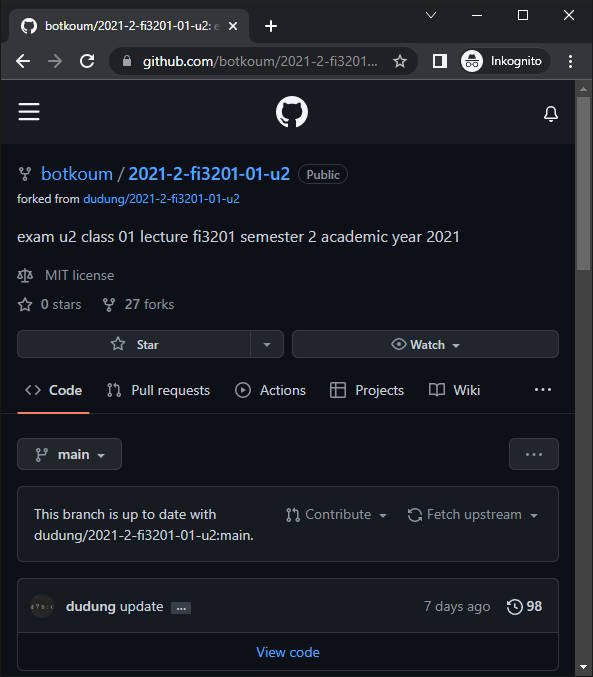 botkoum/2021-2-fi3201-01-u2: e
github.com/botkoum/2021-2-fi3201...
Inkognito
botkoum / 2021-2-fi3201-01-u2 Public
forked from dudung/2021-2-fi3201-01-u2
exam u2 class 01 lecture fi3201 semester 2 academic year 2021
MIT license
0 stars 27 forks
Star Watch
Code Pull requests Actions Projects Wiki ...
main ...
This branch is up to date with Contribute Fetch upstream
dudung/2021-2-fi3201-01-u2:main.
dudung update ... 7 days ago 98
View code